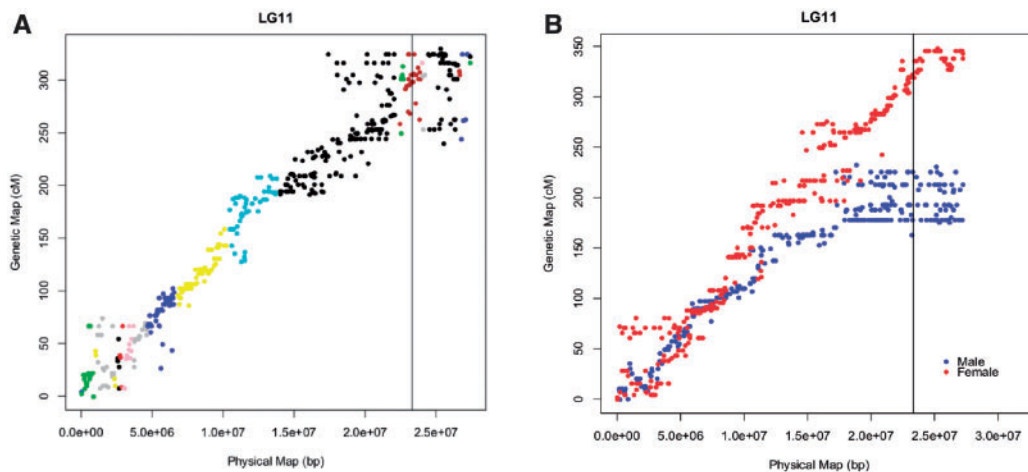 A
LG11
Genetic Map (cM)
0 50 100 150 200 250 300
0.0e+00 5.0e+06 1.0e+07 1.5e+07 2.0e+07 2.5e+07
Physical Map (bp)
B
LG11
Genetic Map (cM)
0 50 100 150 200 250 300 350
Male
Female
0.0e+00 5.0e+06 1.0e+07 1.5e+07 2.0e+07 2.5e+07 3.0e+07
Physical Map (bp)